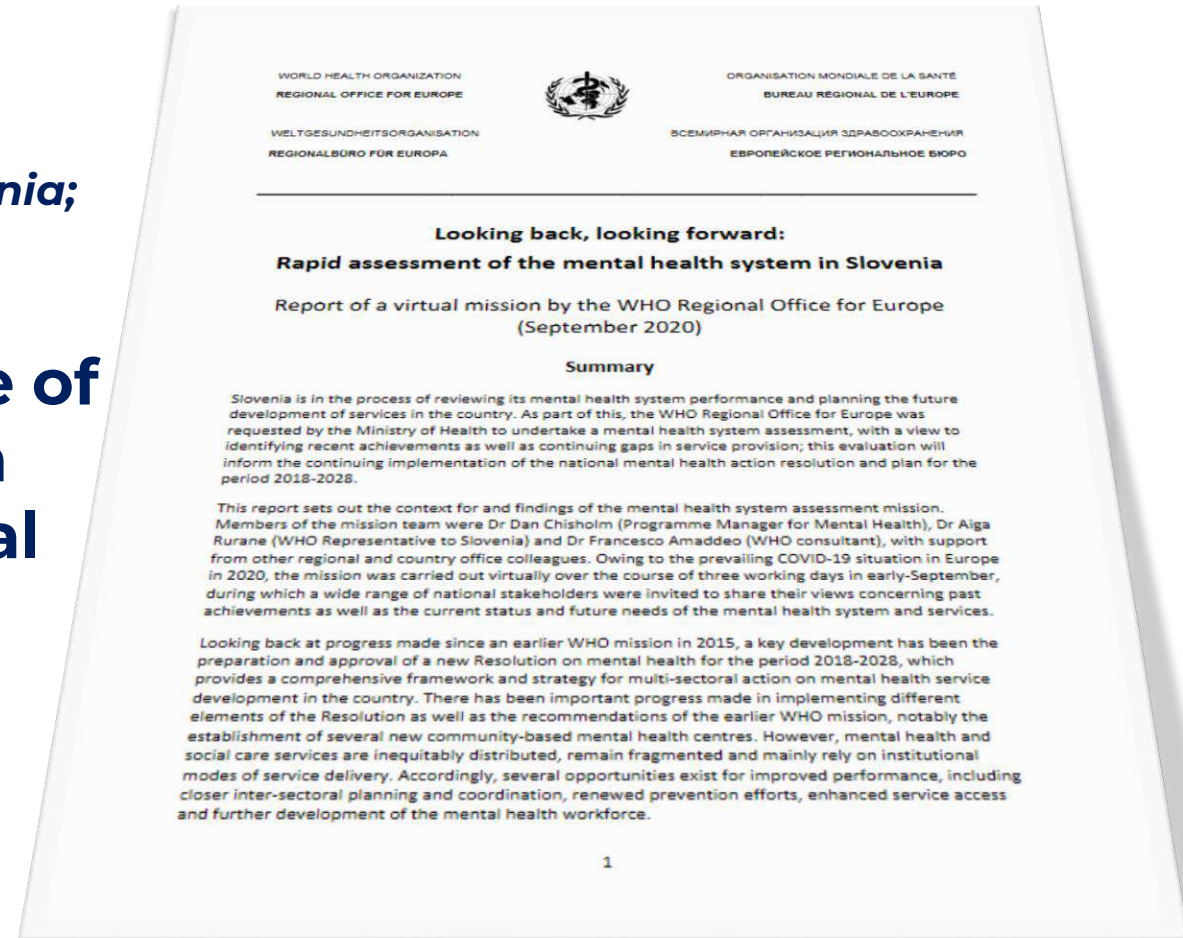 nia;
e of
al
WORLD HEALTH ORGANIZATION
REGIONAL OFFICE FOR EUROPE
ORGANISATION MONDIALE DE LA SANTÉ
BUREAU RÉGIONAL DE L'EUROPE
WELTGESUNDHEITSORGANISATION
REGIONALBÜRO FÜR EUROPA
ВСЕМИРНАЯ ОРГАНИЗАЦИЯ ЗДРАВООХРАНЕНИЯ
ЕВРОПЕЙСКОЕ РЕГИОНАЛЬНОЕ БЮРО
Looking back, looking forward:
Rapid assessment of the mental health system in Slovenia
Report of a virtual mission by the WHO Regional Office for Europe
(September 2020)
Summary
Slovenia is in the process of reviewing its mental health system performance and planning the future
development of services in the country. As part of this, the WHO Regional Office for Europe was
requested by the Ministry of Health to undertake a mental health system assessment, with a view to
identifying recent achievements as well as continuing gaps in service provision; this evaluation will
inform the continuing implementation of the national mental health action resolution and plan for the
period 2018-2028.
This report sets out the context for and findings of the mental health system assessment mission.
Members of the mission team were Dr Dan Chisholm (Programme Manager for Mental Health), Dr Aiga
Rurane (WHO Representative to Slovenia) and Dr Francesco Amaddeo (WHO consultant), with support
from other regional and country office colleagues. Owing to the prevailing COVID-19 situation in Europe
in 2020, the mission was carried out virtually over the course of three working days in early-September,
during which a wide range of national stakeholders were invited to share their views concerning past
achievements as well as the current status and future needs of the mental health system and services.
Looking back at progress made since an earlier WHO mission in 2015, a key development has been the
preparation and approval of a new Resolution on mental health for the period 2018-2028, which
provides a comprehensive framework and strategy for multi-sectoral action on mental health service
development in the country. There has been important progress made in implementing different
elements of the Resolution as well as the recommendations of the earlier WHO mission, notably the
establishment of several new community-based mental health centres. However, mental health and
social care services are inequitably distributed, remain fragmented and mainly rely on institutional
modes of service delivery. Accordingly, several opportunities exist for improved performance, including
closer inter-sectoral planning and coordination, renewed prevention efforts, enhanced service access
and further development of the mental health workforce.
1